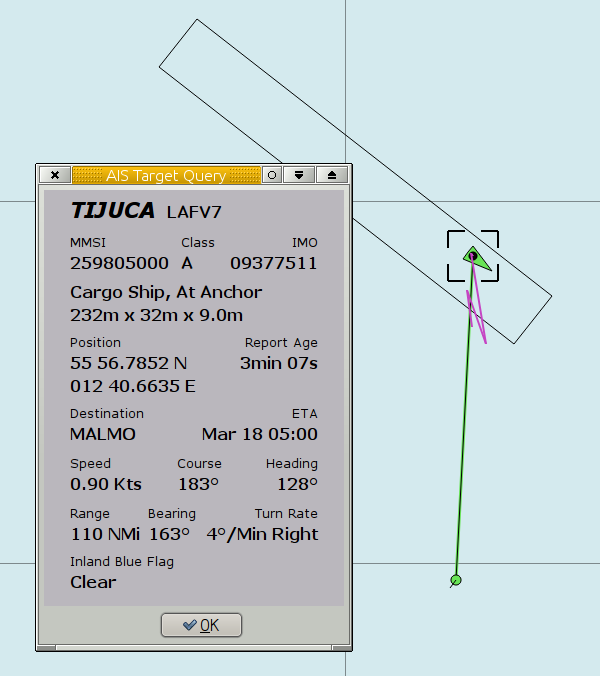 AIS Target Query
TIJUCA LAFV7
MMSI Class IMO
259805000 A 09377511
Cargo Ship, At Anchor
232m x 32m x 9.0m
Position Report Age
55 56.7852 N 3min 07s
012 40.6635 E
Destination ETA
MALMO Mar 18 05:00
Speed Course Heading
0.90 Kts 183° 128°
Range Bearing Turn Rate
110 NMi 163° 4°/Min Right
Inland Blue Flag
Clear
OK